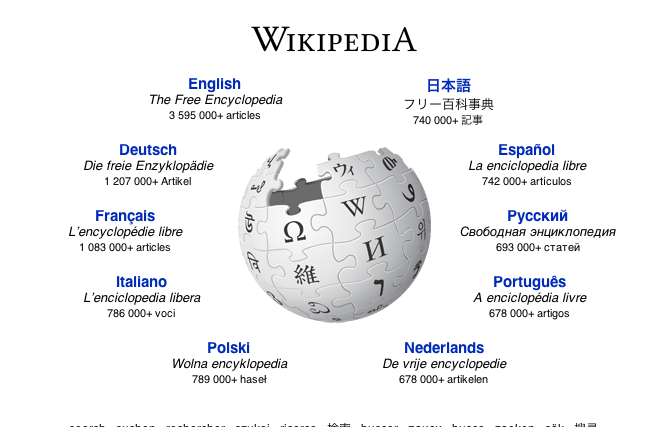 WIKIPEDIA
English
The Free Encyclopedia
3 595 000+ articles
日本語
フリー百科事典
740 000+ 記事
Deutsch
Die freie Enzyklopädie
1 207 000+ Artikel
Español
La enciclopedia libre
742 000+ artículos
Français
L'encyclopédie libre
1 083 000+ articles
Русский
Свободная энциклопедия
693 000+ статей
Italiano
L'enciclopedia libera
786 000+ voci
Português
A enciclopédia livre
678 000+ artigos
Polski
Wolna encyklopedia
789 000+ haseł
Nederlands
De vrije encyclopedie
678 000+ artikelen
Ω
W
И
維
ウィ